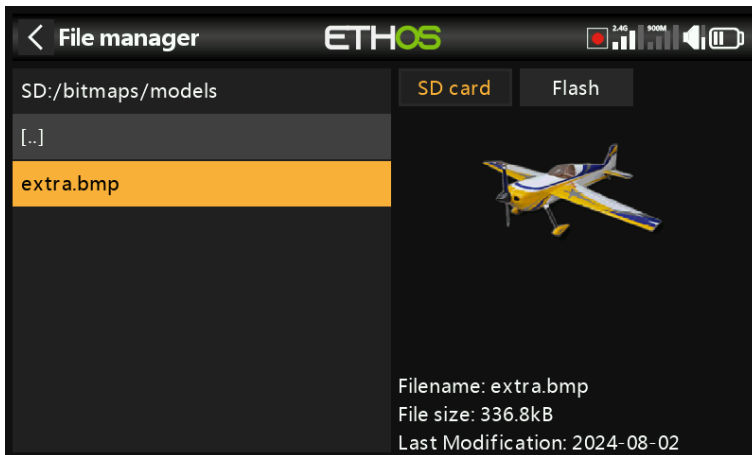 File manager
ETHOS
2.4G
900M
SD:/bitmaps/models
SD card
Flash
[..]
extra.bmp
Filename: extra.bmp
File size: 336.8kB
Last Modification: 2024-08-02